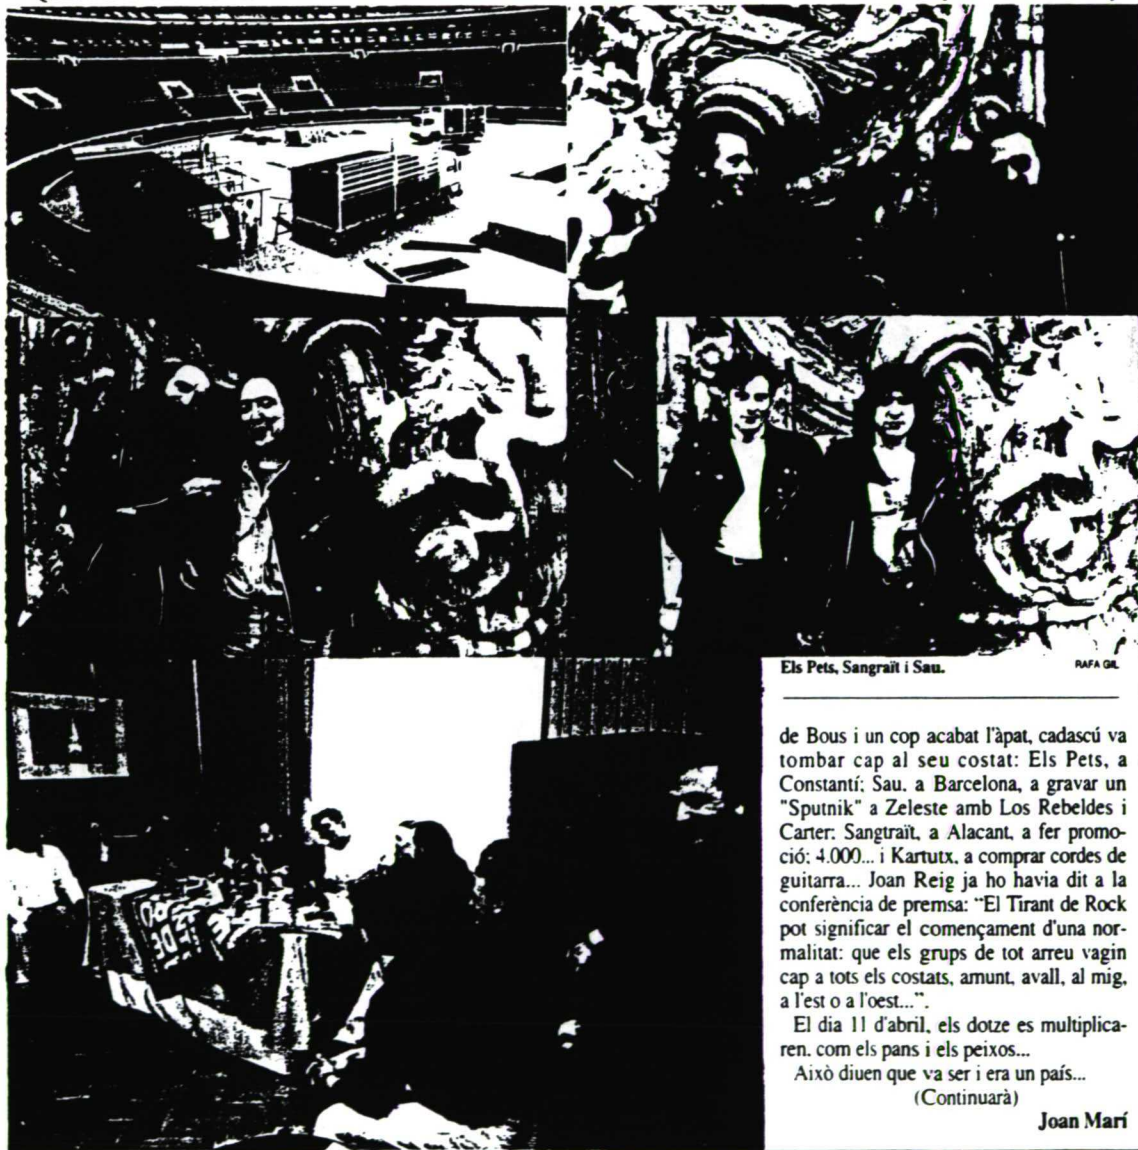 Els Pets, Sangraït i Sau.
RAFA GIL
de Bous i un cop acabat l'àpat, cadascú va
tombar cap al seu costat: Els Pets, a
Constantí; Sau, a Barcelona, a gravar un
"Sputnik" a Zeleste amb Los Rebeldes i
Carter; Sangtraït, a Alacant, a fer promo-
ció; 4.000... i Kartutx, a comprar cordes de
guitarra... Joan Reig ja ho havia dit a la
conferència de premsa: "El Tirant de Rock
pot significar el començament d'una nor-
malitat: que els grups de tot arreu vagin
cap a tots els costats, amunt, avall, al mig,
a l'est o a l'oest...".
El dia 11 d'abril, els dotze es multiplica-
ren, com els pans i els peixos...
Això diuen que va ser i era un país...
(Continuarà)
Joan Marí